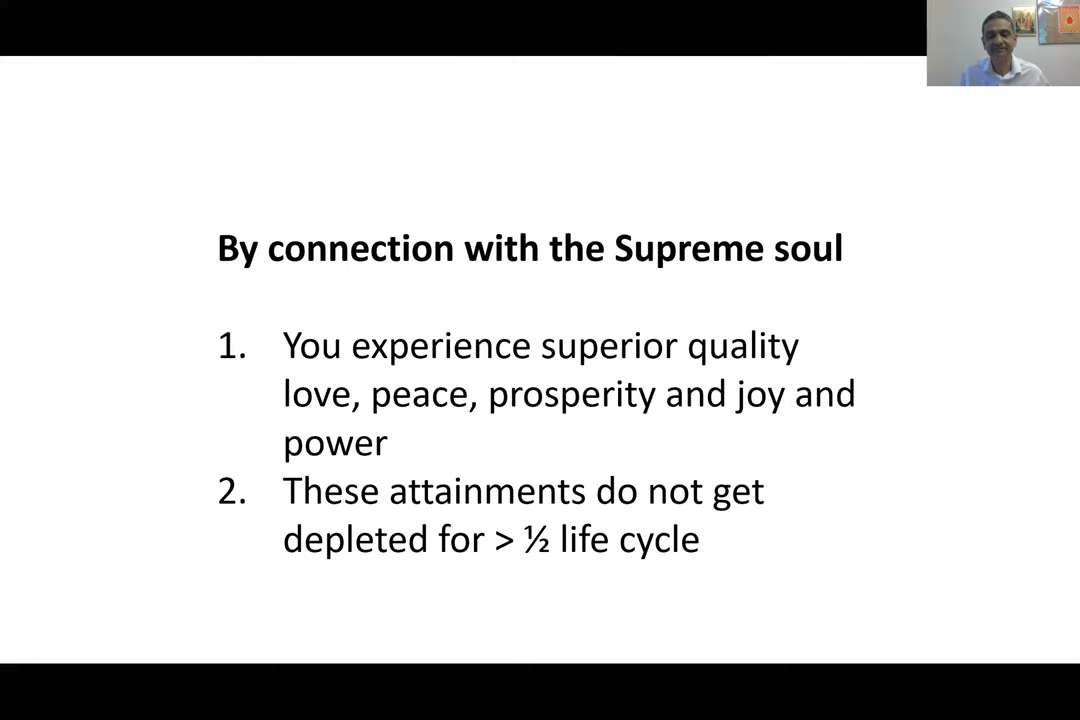 By connection with the Supreme soul
1. You experience superior quality
love, peace, prosperity and joy and
power
2. These attainments do not get
depleted for > ½ life cycle